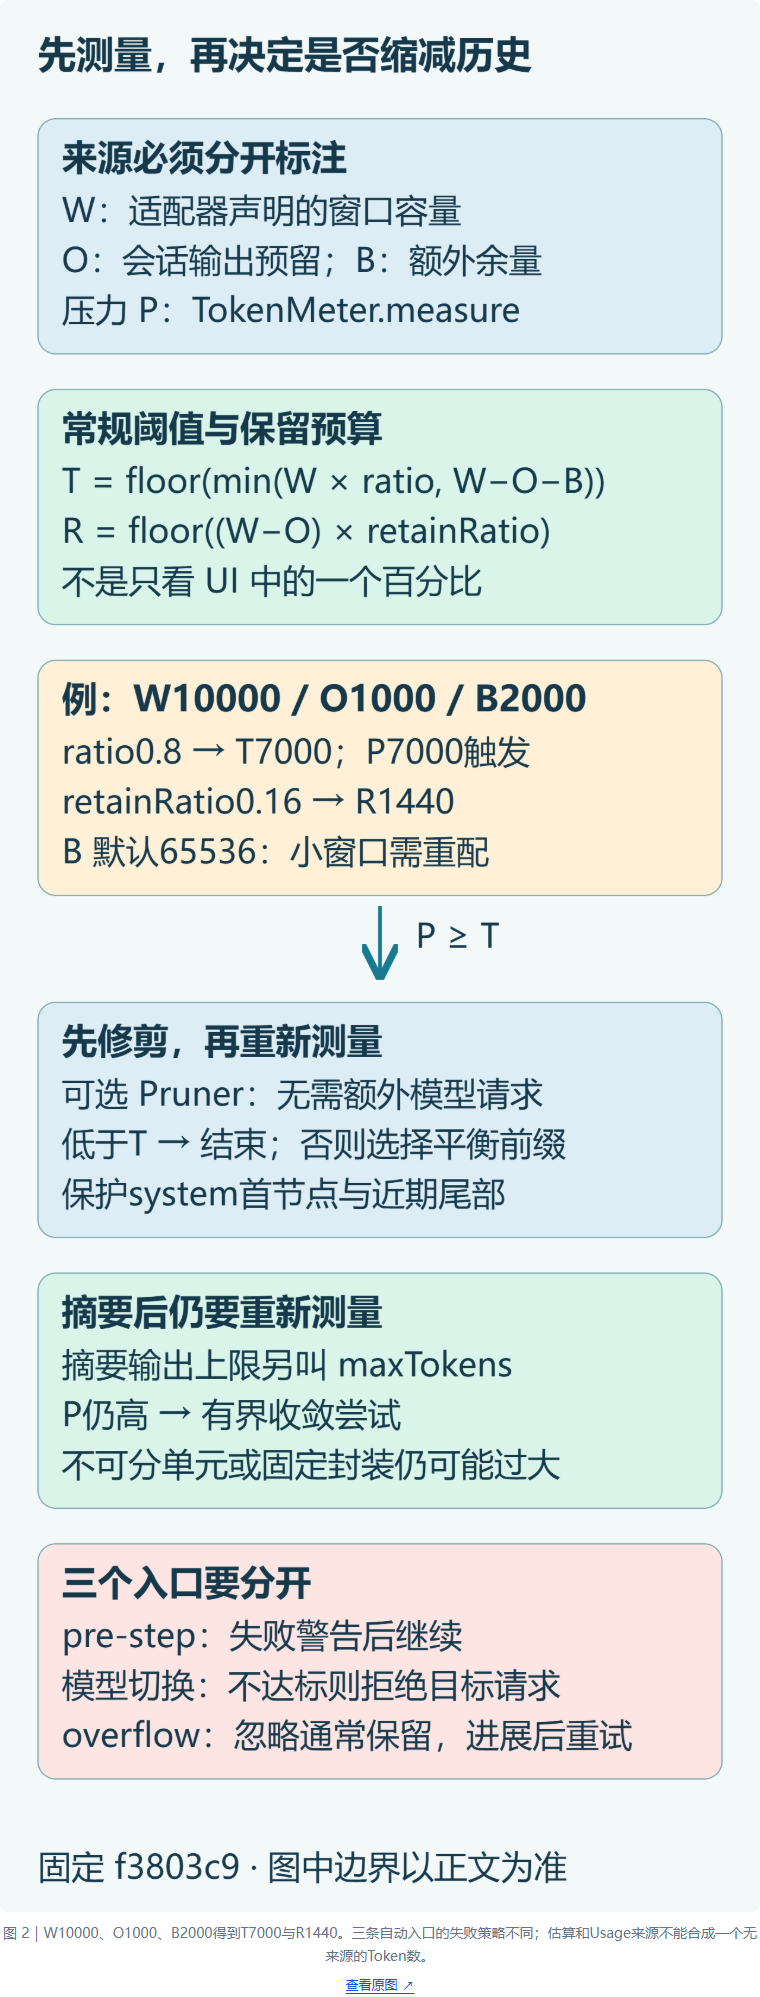 先测量，再决定是否缩减历史
来源必须分开标注
W：适配器声明的窗口容量
O：会话输出预留；B：额外余量
压力 P：TokenMeter.measure
常规阈值与保留预算
T = floor(min(W × ratio, W−O−B))
R = floor((W−O) × retainRatio)
不是只看 UI 中的一个百分比
例：W10000 / O1000 / B2000
ratio0.8 → T7000；P7000触发
retainRatio0.16 → R1440
B 默认65536：小窗口需重配
P ≥ T
先修剪，再重新测量
可选 Pruner：无需额外模型请求
低于T → 结束；否则选择平衡前缀
保护system首节点与近期尾部
摘要后仍要重新测量
摘要输出上限另叫 maxTokens
P仍高 → 有界收敛尝试
不可分单元或固定封装仍可能过大
三个入口要分开
pre-step：失败警告后继续
模型切换：不达标则拒绝目标请求
overflow：忽略通常保留，进展后重试
固定 f3803c9 · 图中边界以正文为准
图 2｜W10000、O1000、B2000得到T7000与R1440。三条自动入口的失败策略不同；估算和Usage来源不能合成一个无
来源的Token数。
查看原图 ↗